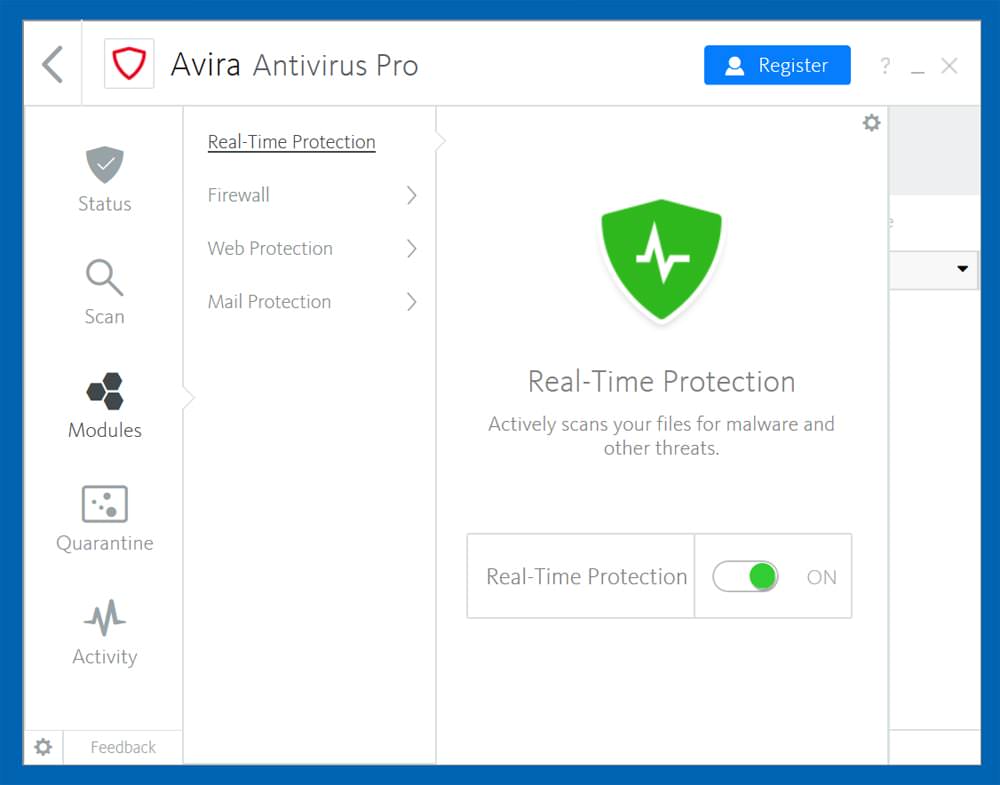 Avira Antivirus Pro
Register
?
Status
Scan
Modules
Quarantine
Activity
Feedback
Real-Time Protection
Firewall
Web Protection
Mail Protection
Real-Time Protection
Actively scans your files for malware and
other threats.
Real-Time Protection
ON
e